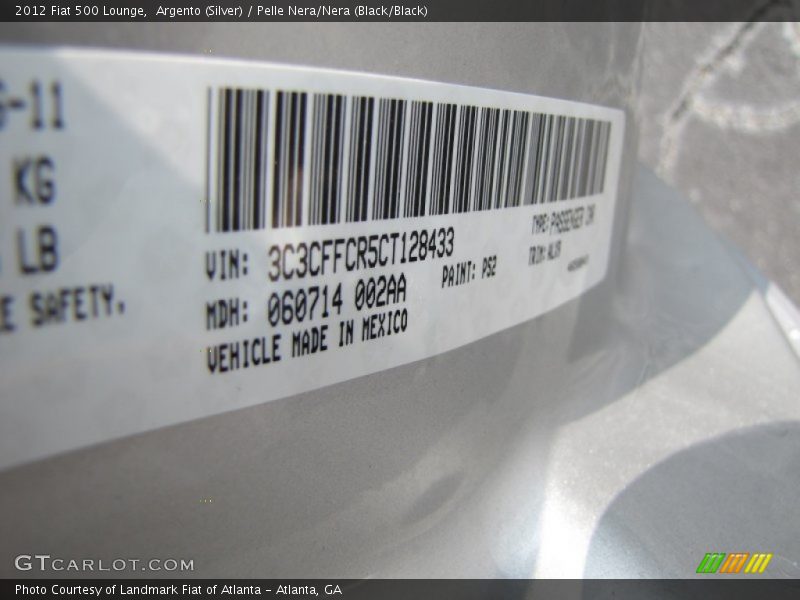 2012 Fiat 500 Lounge,  Argento (Silver) / Pelle Nera/Nera (Black/Black)
-11
KG
LB
SAFETY.
VIN: 3C3CFFCR5CT128433
TYPE: PASSENGER CAR
MDH: 060714 002AA
PAINT: PS2
TRIM: ALX9
VEHICLE MADE IN MEXICO
GTCARLOT.COM
Photo Courtesy of Landmark Fiat of Atlanta – Atlanta, GA